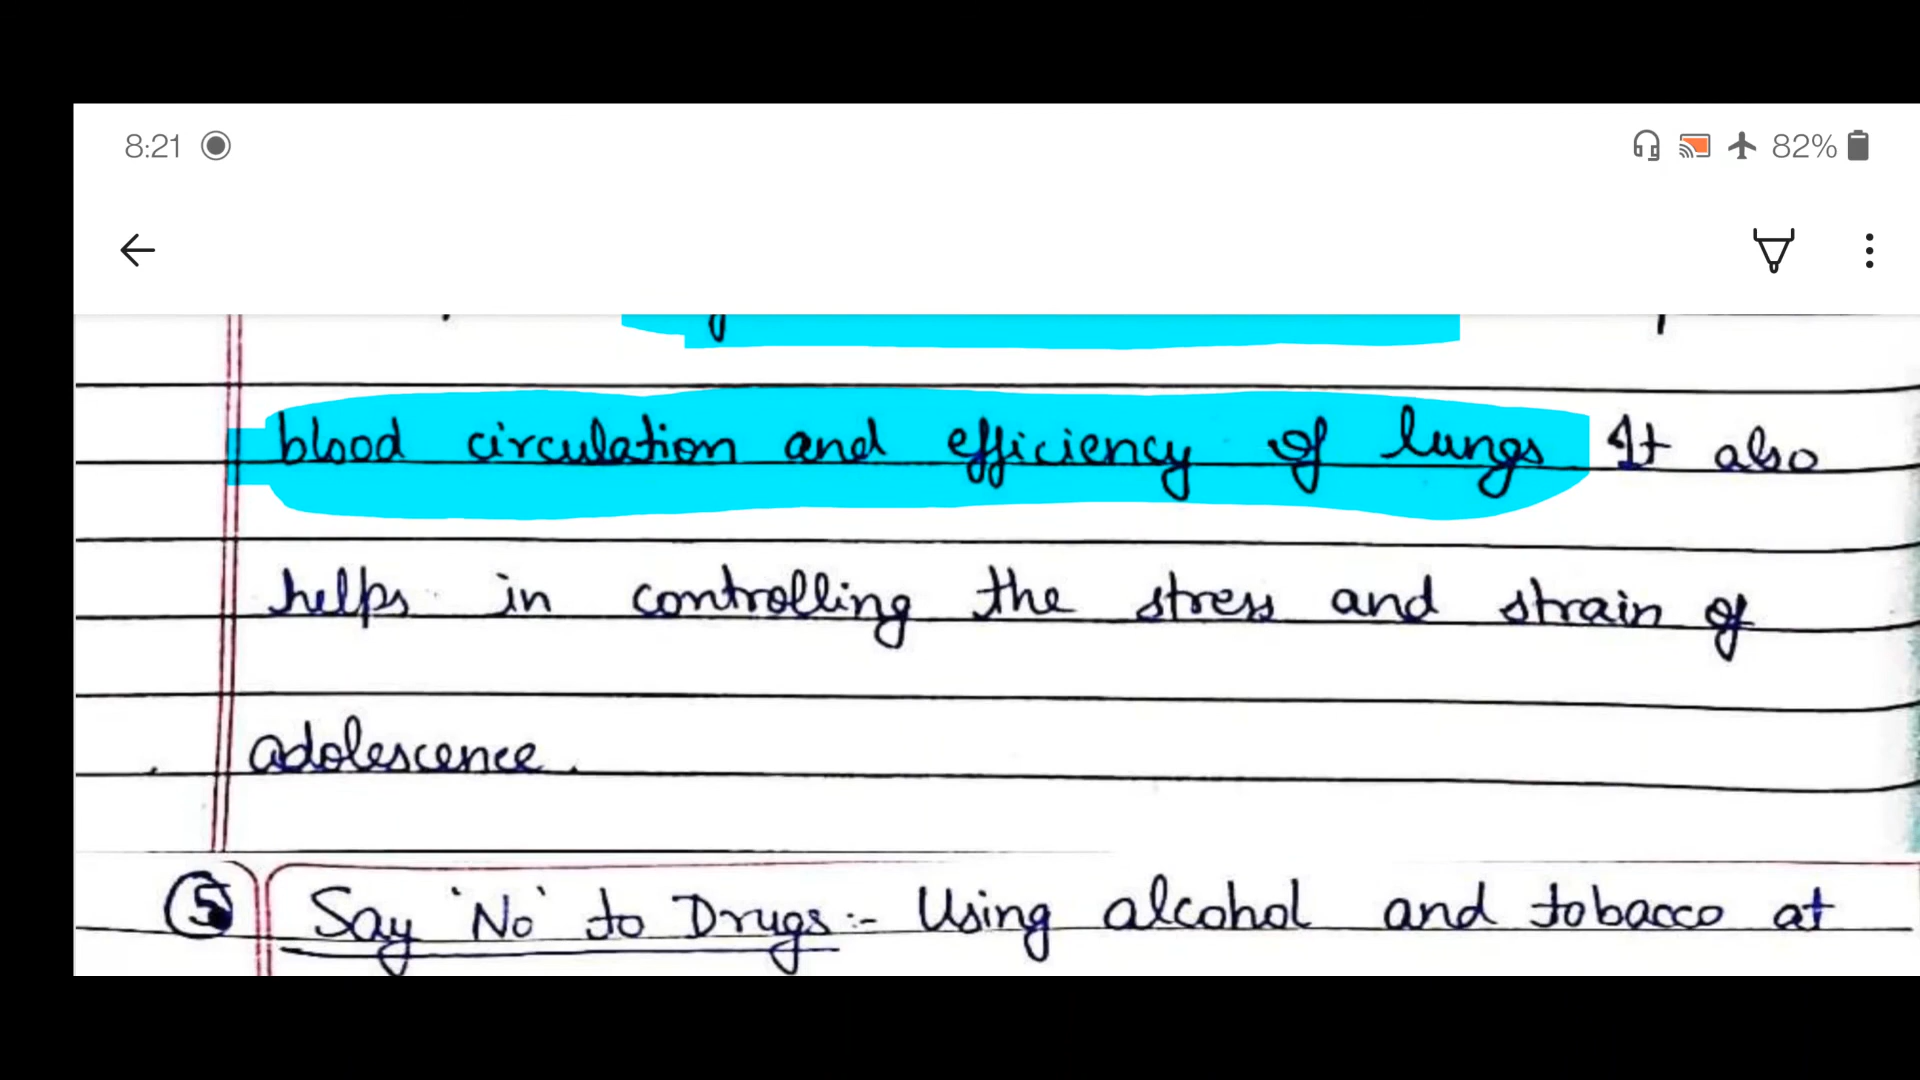 8:21
82%
blood circulation and efficiency of lungs It also
helps in controlling the stress and strain of
adolescence.
⑤ Say 'No' to Drugs :- Using alcohol and tobacco at